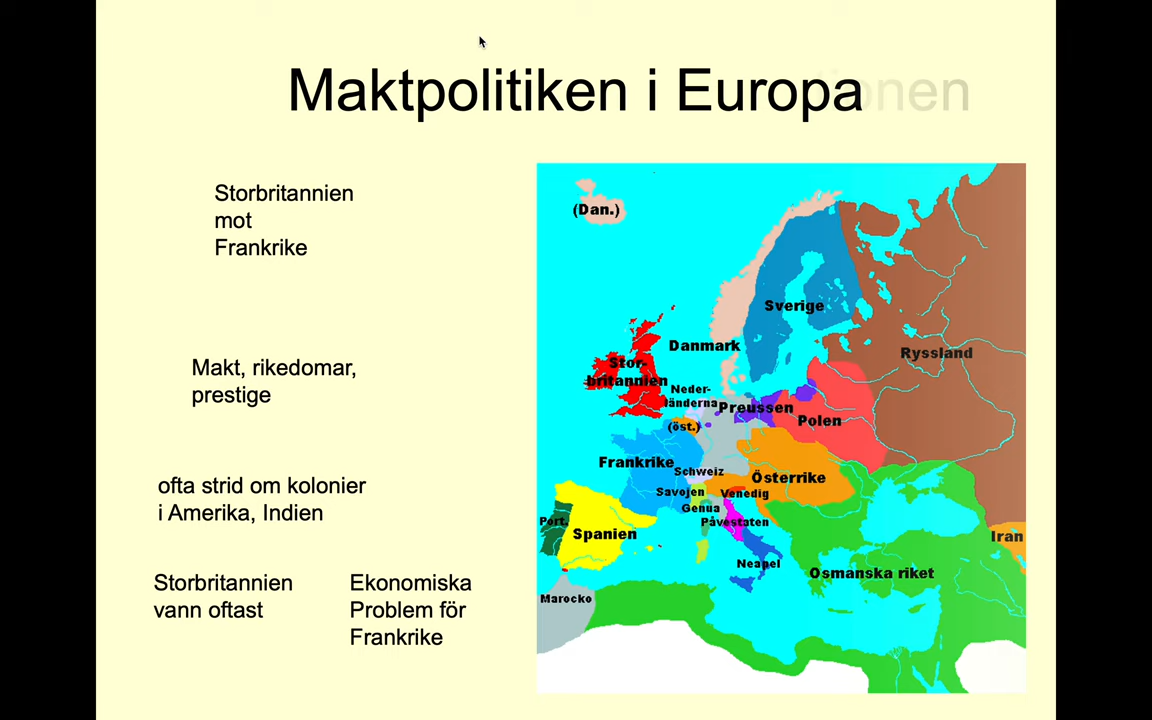 Maktpolitiken i Europa
onen
Storbritannien
mot
Frankrike
Makt, rikedomar,
prestige
ofta strid om kolonier
i Amerika, Indien
Storbritannien
vann oftast
Ekonomiska
Problem för
Frankrike
(Dan.)
Sverige
Danmark
Ryssland
Stor-
britannien
Neder-
länderna
Preussen
Polen
(öst.)
Frankrike
Schweiz
Österrike
Savojen
Venedig
Genua
Påvestaten
Port.
Spanien
Iran
Neapel
Osmanska riket
Marocko